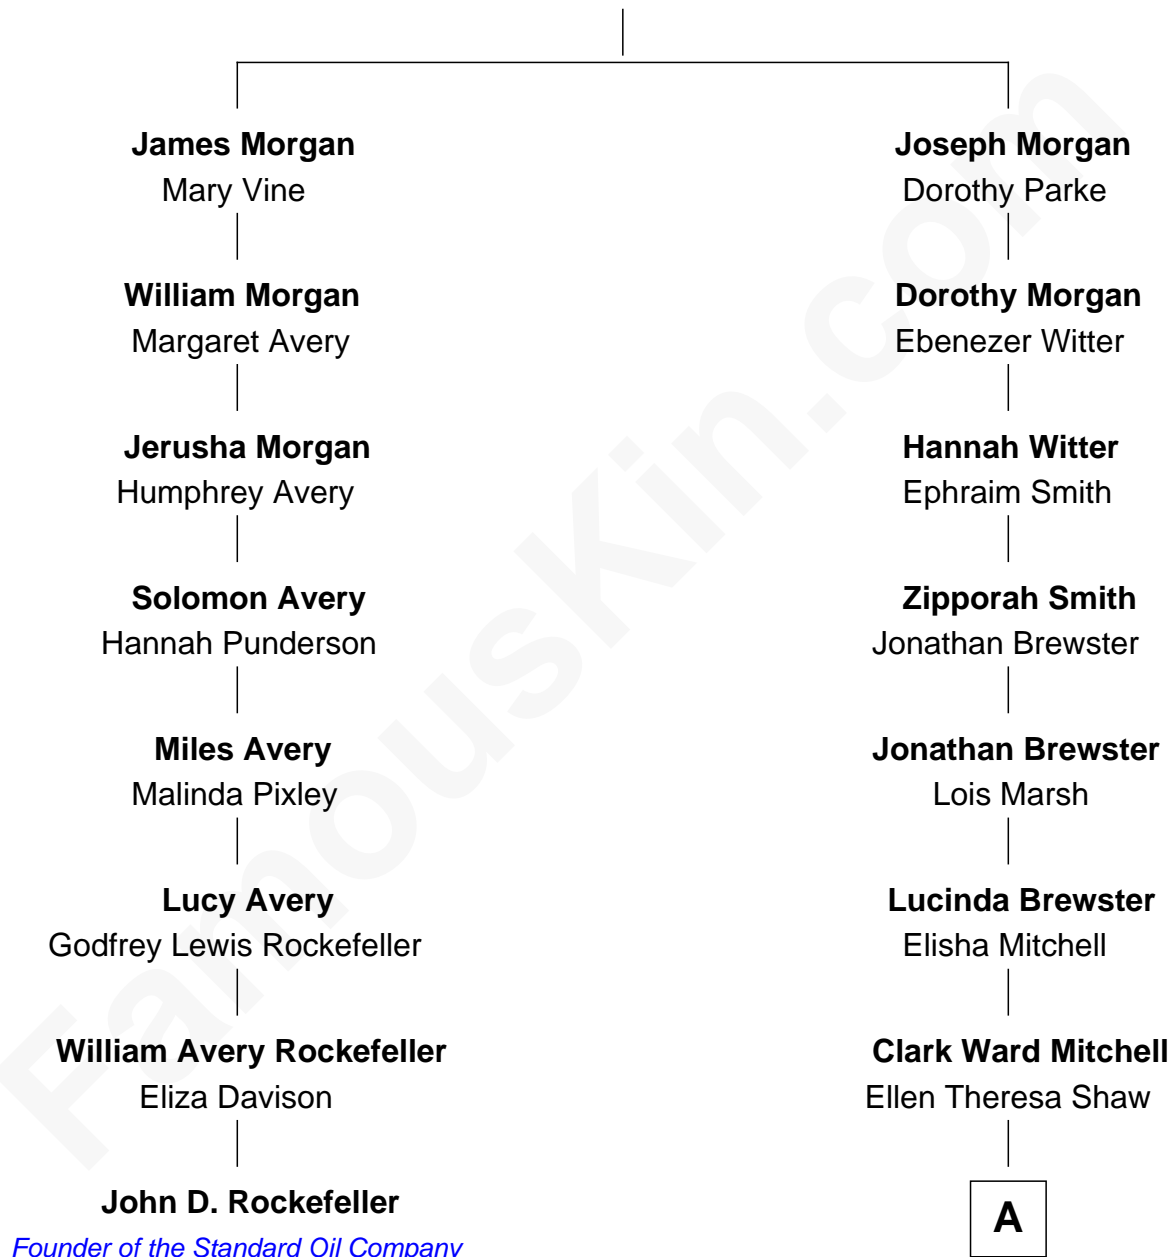 James Morgan
Mary Vine
Joseph Morgan
Dorothy Parke
William Morgan
Margaret Avery
Dorothy Morgan
Ebenezer Witter
Jerusha Morgan
Humphrey Avery
Hannah Witter
Ephraim Smith
Solomon Avery
Hannah Punderson
Zipporah Smith
Jonathan Brewster
Miles Avery
Malinda Pixley
Jonathan Brewster
Lois Marsh
Lucy Avery
Godfrey Lewis Rockefeller
Lucinda Brewster
Elisha Mitchell
William Avery Rockefeller
Eliza Davison
Clark Ward Mitchell
Ellen Theresa Shaw
John D. Rockefeller
Founder of the Standard Oil Company
A
FamousKin.com